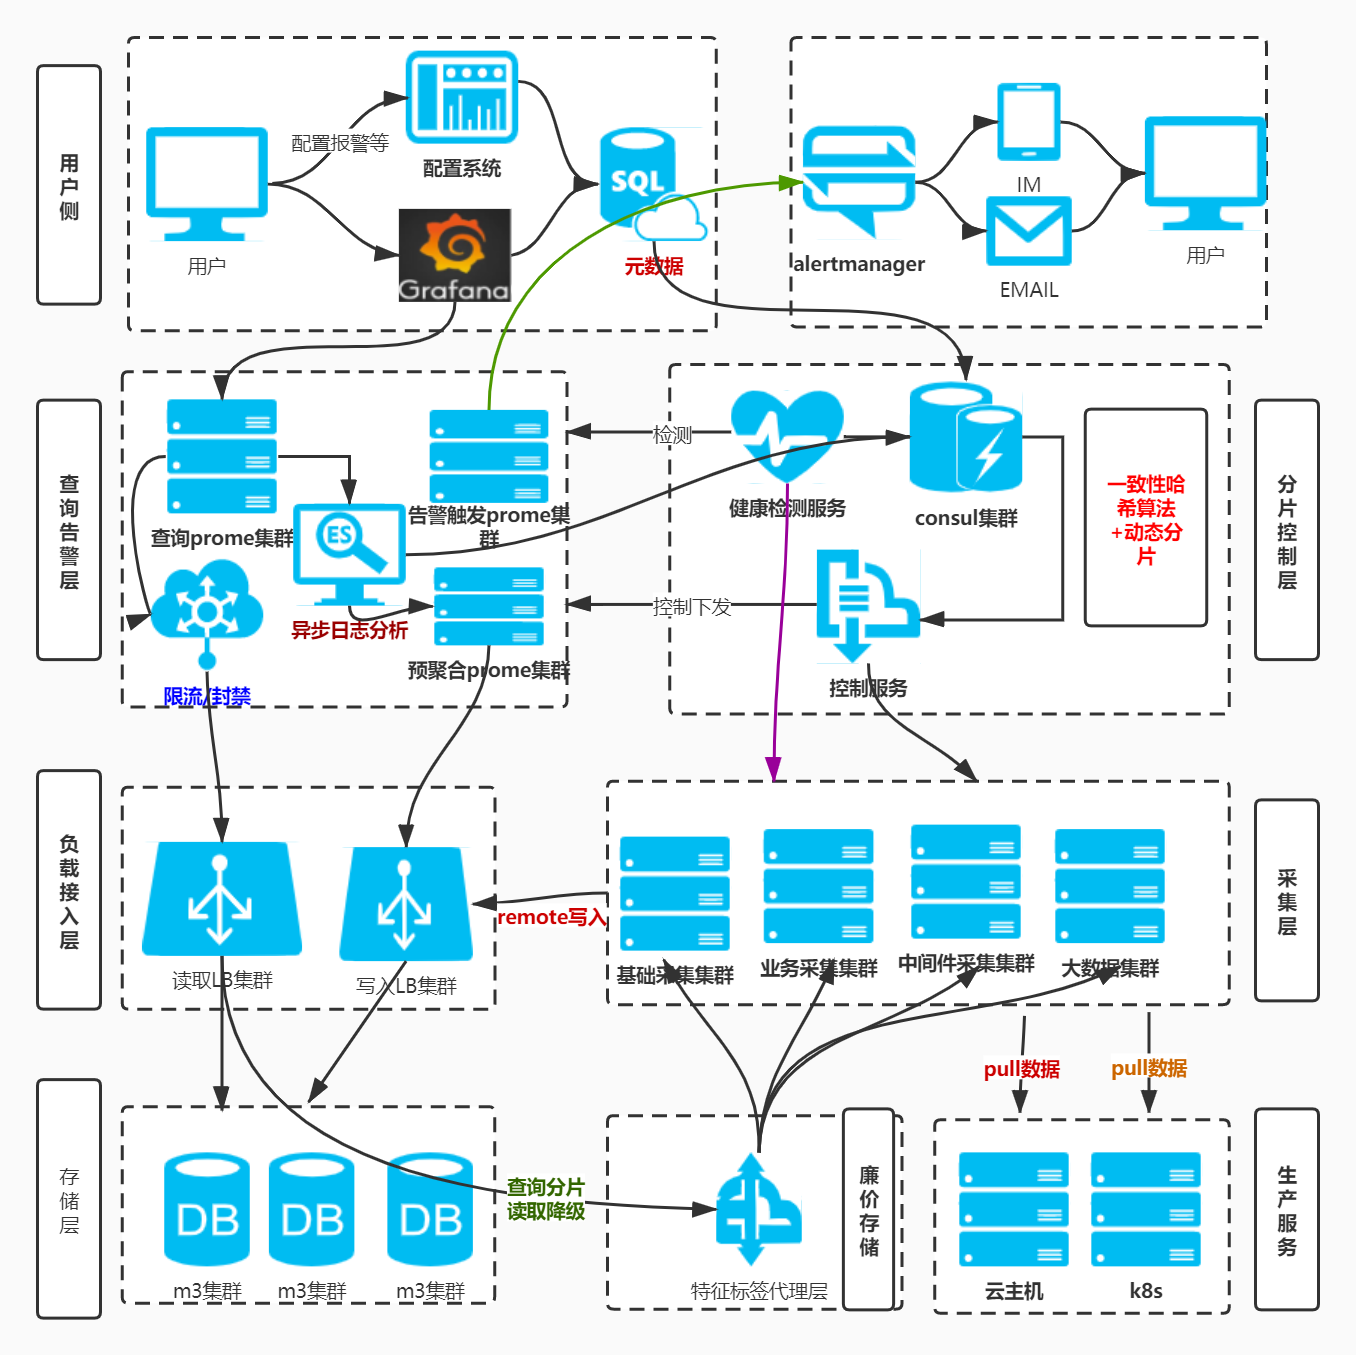 用户侧
用户
配置报警等
配置系统
Grafana
SQL
元数据
alertmanager
IM
EMAIL
用户
查询告警层
查询prome集群
告警触发prome集
群
ES
异步日志分析
预聚合prome集群
限流/封禁
检测
健康检测服务
consul集群
控制下发
控制服务
一致性哈
希算法
+动态分
片
分片控制层
负载接入层
读取LB集群
写入LB集群
remote写入
基础采集集群
业务采集集群
中间件采集集群
大数据集群
采集层
pull数据
pull数据
存储层
DB
DB
DB
m3集群
m3集群
m3集群
查询分片
读取降级
特征标签代理层
廉价存储
云主机
k8s
生产服务